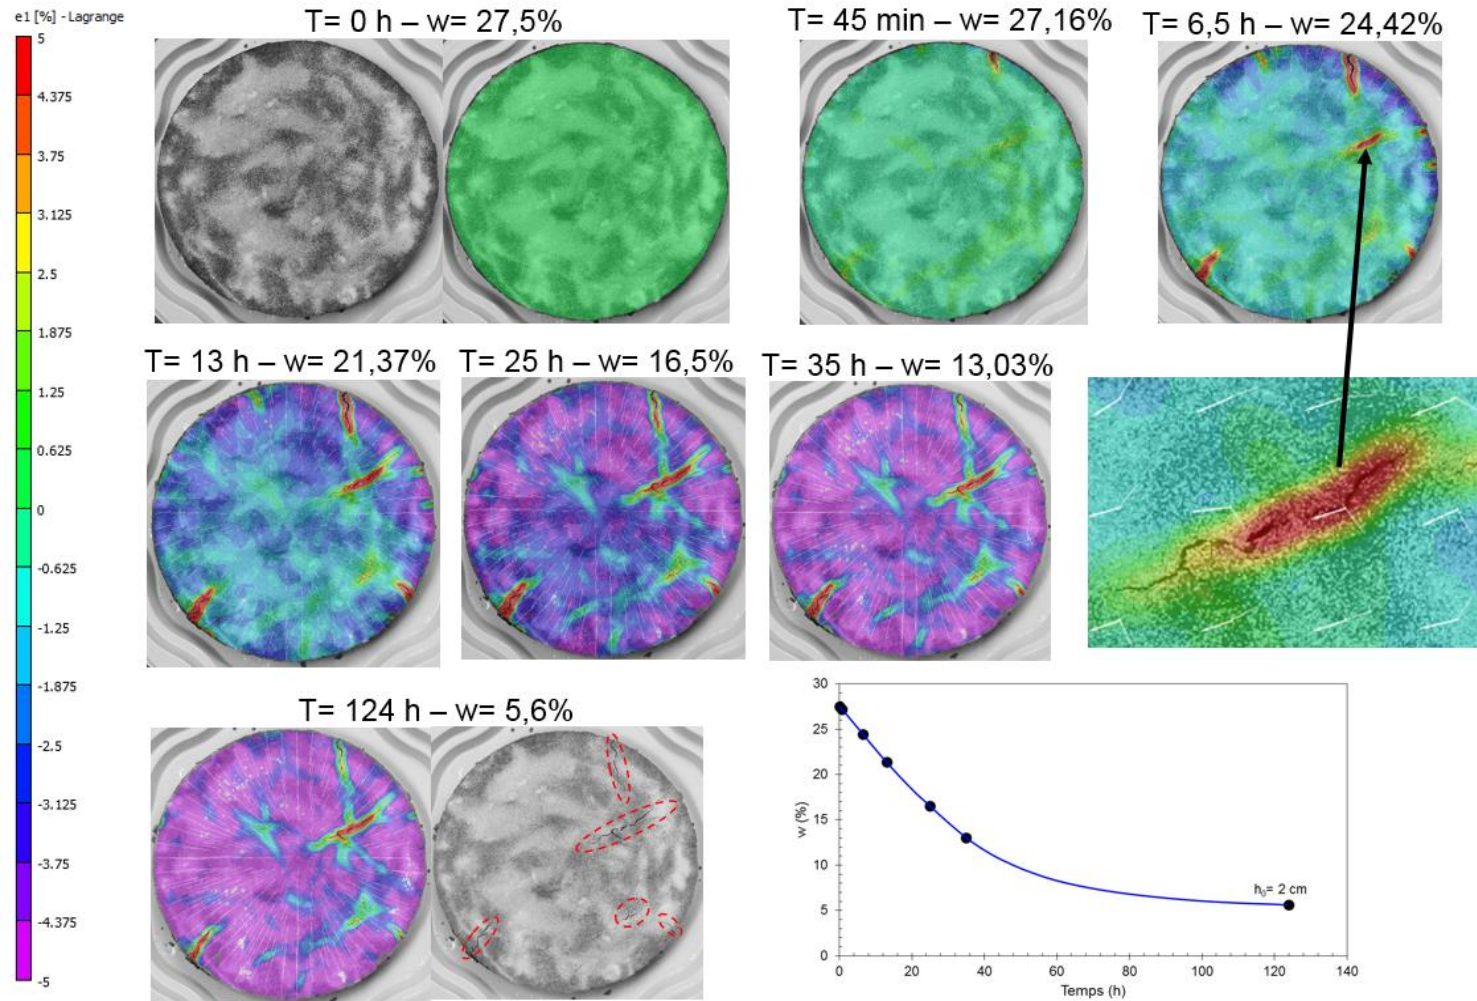 e1 [%] - Lagrange
5
4.375
3.75
3.125
2.5
1.875
1.25
0.625
0
-0.625
-1.25
-1.875
-2.5
-3.125
-3.75
-4.375
-5
T= 0 h – w= 27,5%
T= 45 min – w= 27,16%
T= 6,5 h – w= 24,42%
T= 13 h – w= 21,37%
T= 25 h – w= 16,5%
T= 35 h – w= 13,03%
T= 124 h – w= 5,6%
30
25
20
15
10
5
0
w (%)
h₀= 2 cm
0 20 40 60 80 100 120 140
Temps (h)